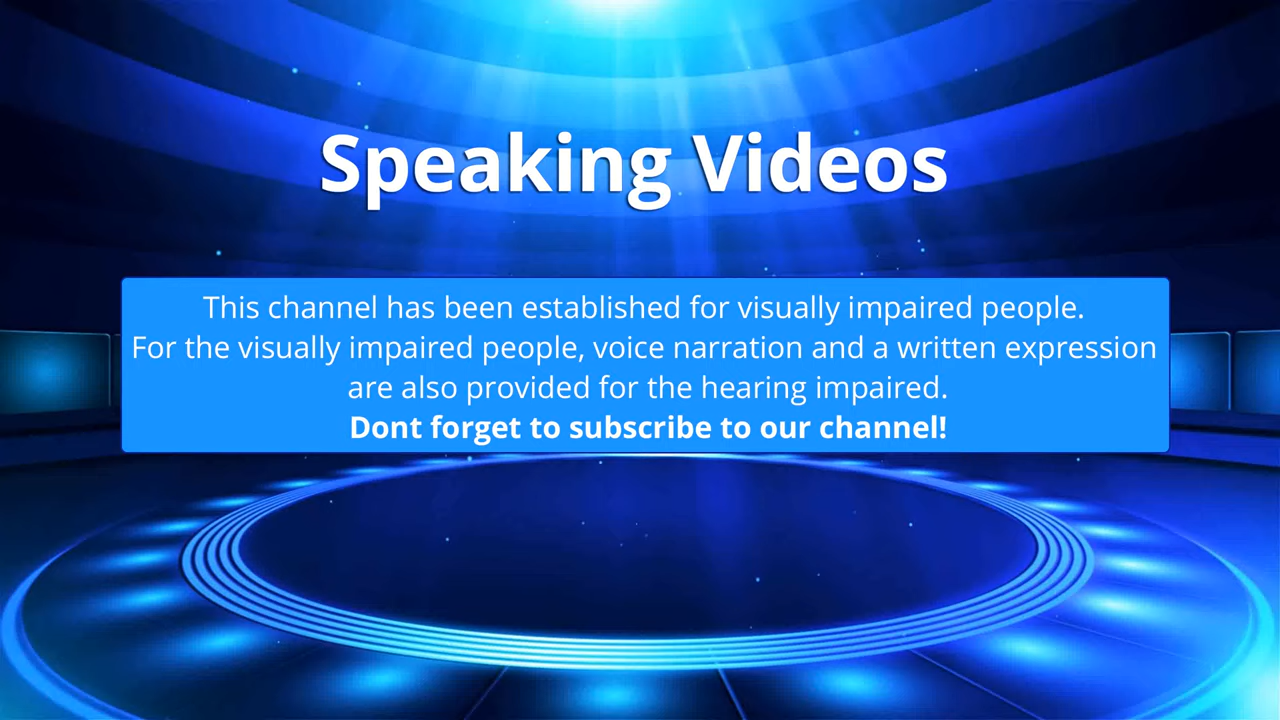 Speaking Videos
This channel has been established for visually impaired people.
For the visually impaired people, voice narration and a written expression
are also provided for the hearing impaired.
Dont forget to subscribe to our channel!